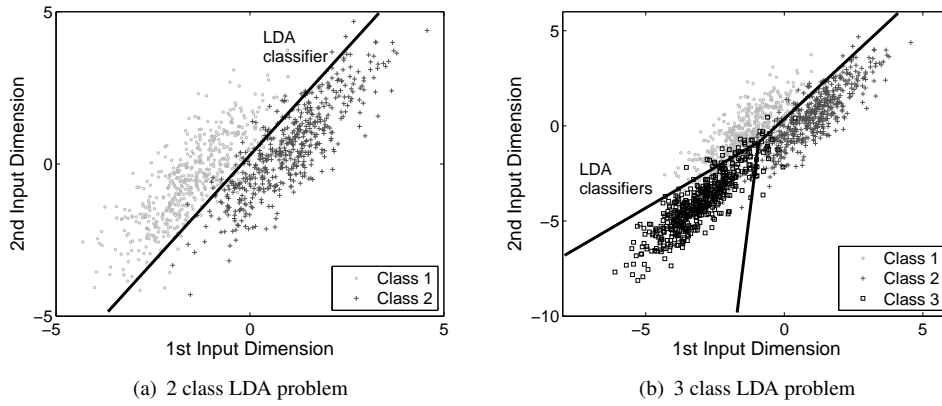 5
0
−5
−5
0
5
2nd Input Dimension
1st Input Dimension
LDA
classifier
Class 1
Class 2
(a) 2 class LDA problem
5
0
−5
−10
−5
0
5
2nd Input Dimension
1st Input Dimension
LDA
classifiers
Class 1
Class 2
Class 3
(b) 3 class LDA problem